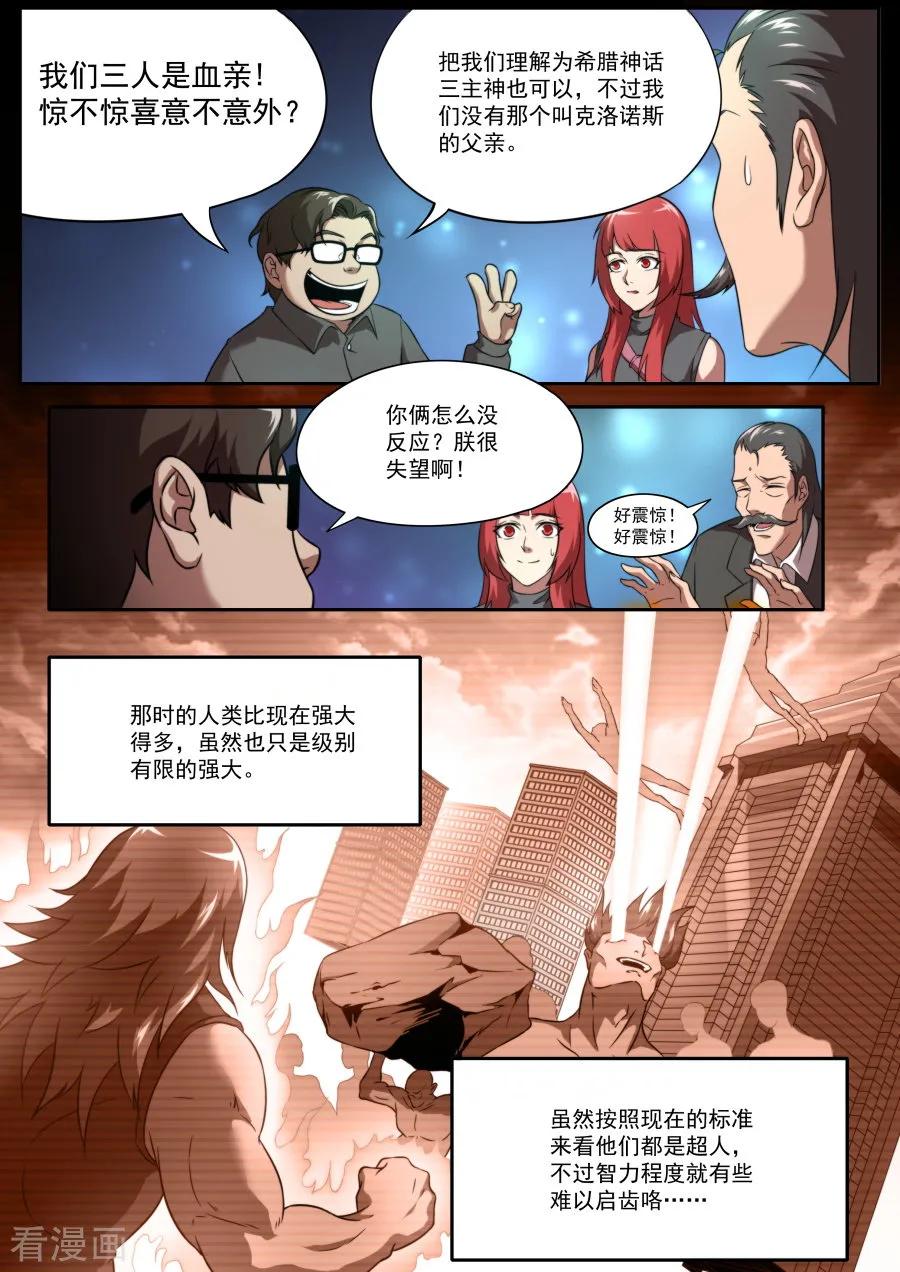 我们三人是血亲！
惊不惊喜意不意外？
把我们理解为希腊神话
三主神也可以，不过我
们没有那个叫克洛诺斯
的父亲。
你俩怎么没
反应？朕很
失望啊！
好震惊！
好震惊！
那时的人类比现在强大
得多，虽然也只是级别
有限的强大。
虽然按照现在的标准
来看他们都是超人，
不过智力程度就有些
难以启齿咯……
看漫画